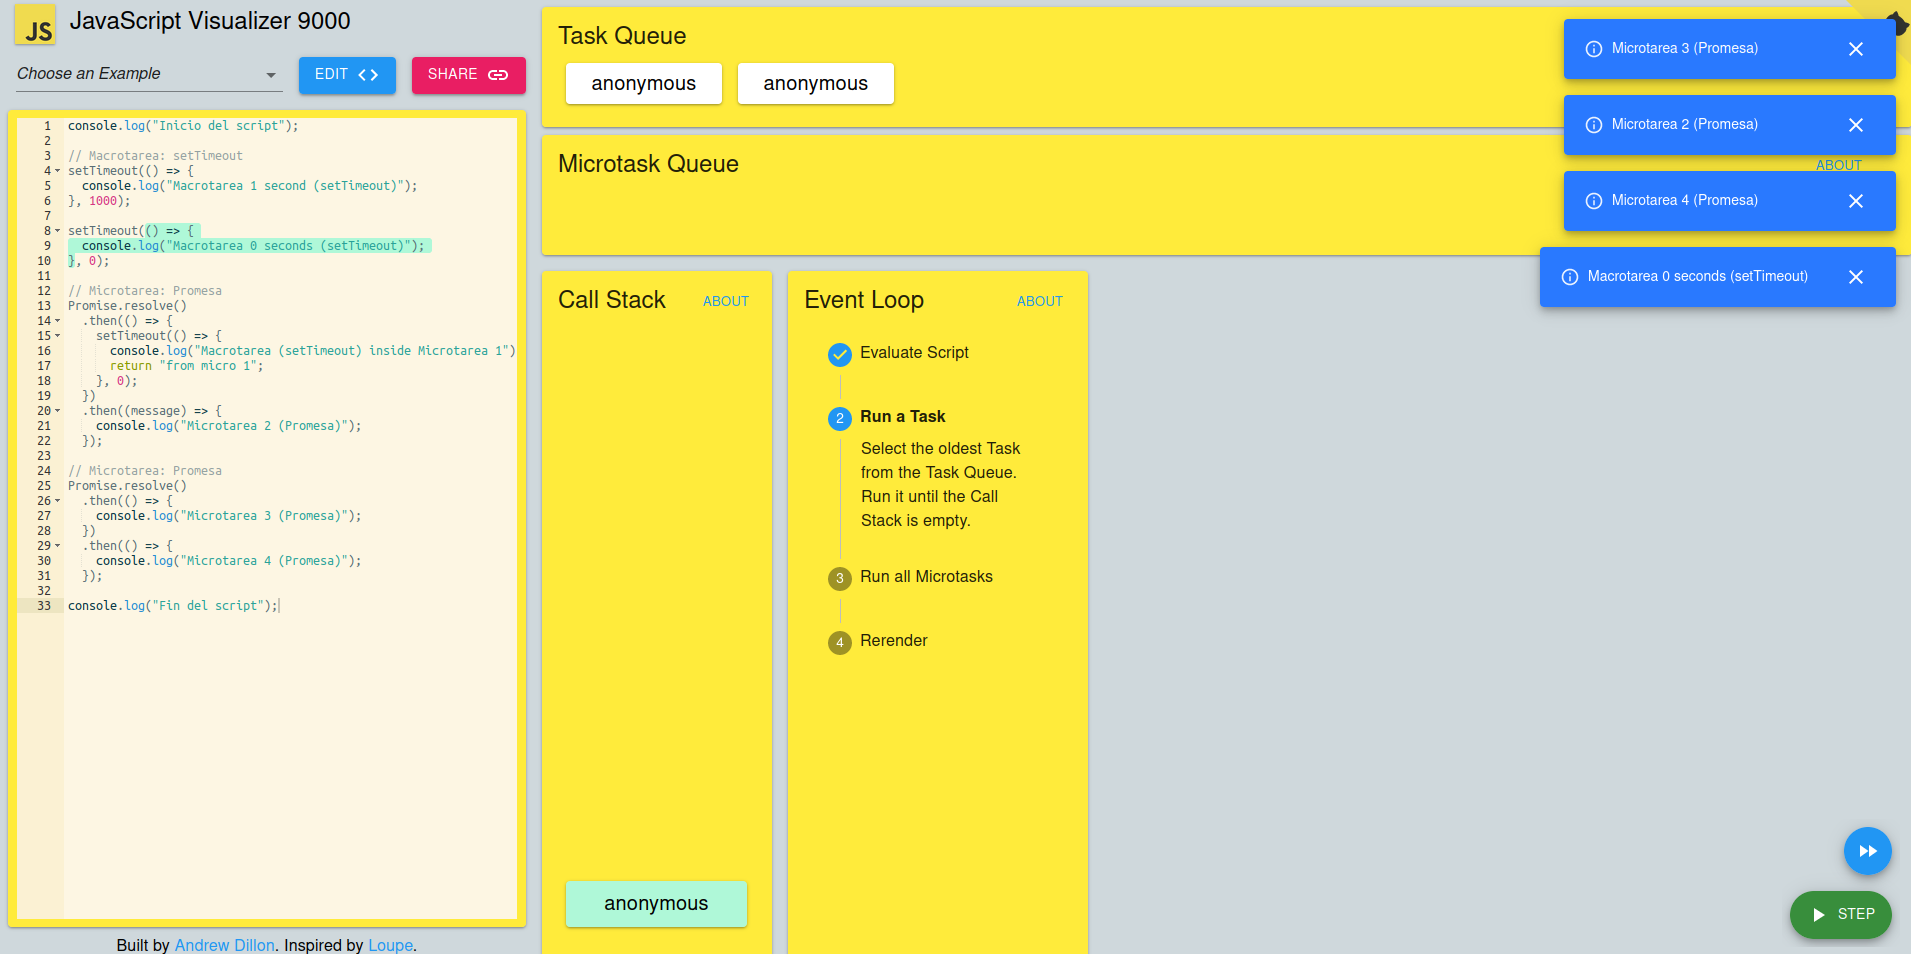 JS
JavaScript Visualizer 9000
Choose an Example
EDIT
SHARE
1 console.log("Inicio del script");
2
3 // Macrotarea: setTimeout
4 setTimeout(() => {
5 console.log("Macrotarea 1 second (setTimeout)");
6 }, 1000);
7
8 setTimeout(() => {
9 console.log("Macrotarea 0 seconds (setTimeout)");
10 }, 0);
11
12 // Microtarea: Promesa
13 Promise.resolve()
14 .then(() => {
15 setTimeout(() => {
16 console.log("Macrotarea (setTimeout) inside Microtarea 1")
17 return "from micro 1";
18 }, 0);
19 })
20 .then((message) => {
21 console.log("Microtarea 2 (Promesa)");
22 });
23
24 // Microtarea: Promesa
25 Promise.resolve()
26 .then(() => {
27 console.log("Microtarea 3 (Promesa)");
28 })
29 .then(() => {
30 console.log("Microtarea 4 (Promesa)");
31 });
32
33 console.log("Fin del script");
Built by Andrew Dillon. Inspired by Loupe.
Task Queue
anonymous anonymous
Microtask Queue
ABOUT
Call Stack ABOUT
anonymous
Event Loop ABOUT
Evaluate Script
2 Run a Task
Select the oldest Task
from the Task Queue.
Run it until the Call
Stack is empty.
3 Run all Microtasks
4 Rerender
Microtarea 3 (Promesa)
Microtarea 2 (Promesa)
Microtarea 4 (Promesa)
Macrotarea 0 seconds (setTimeout)
STEP